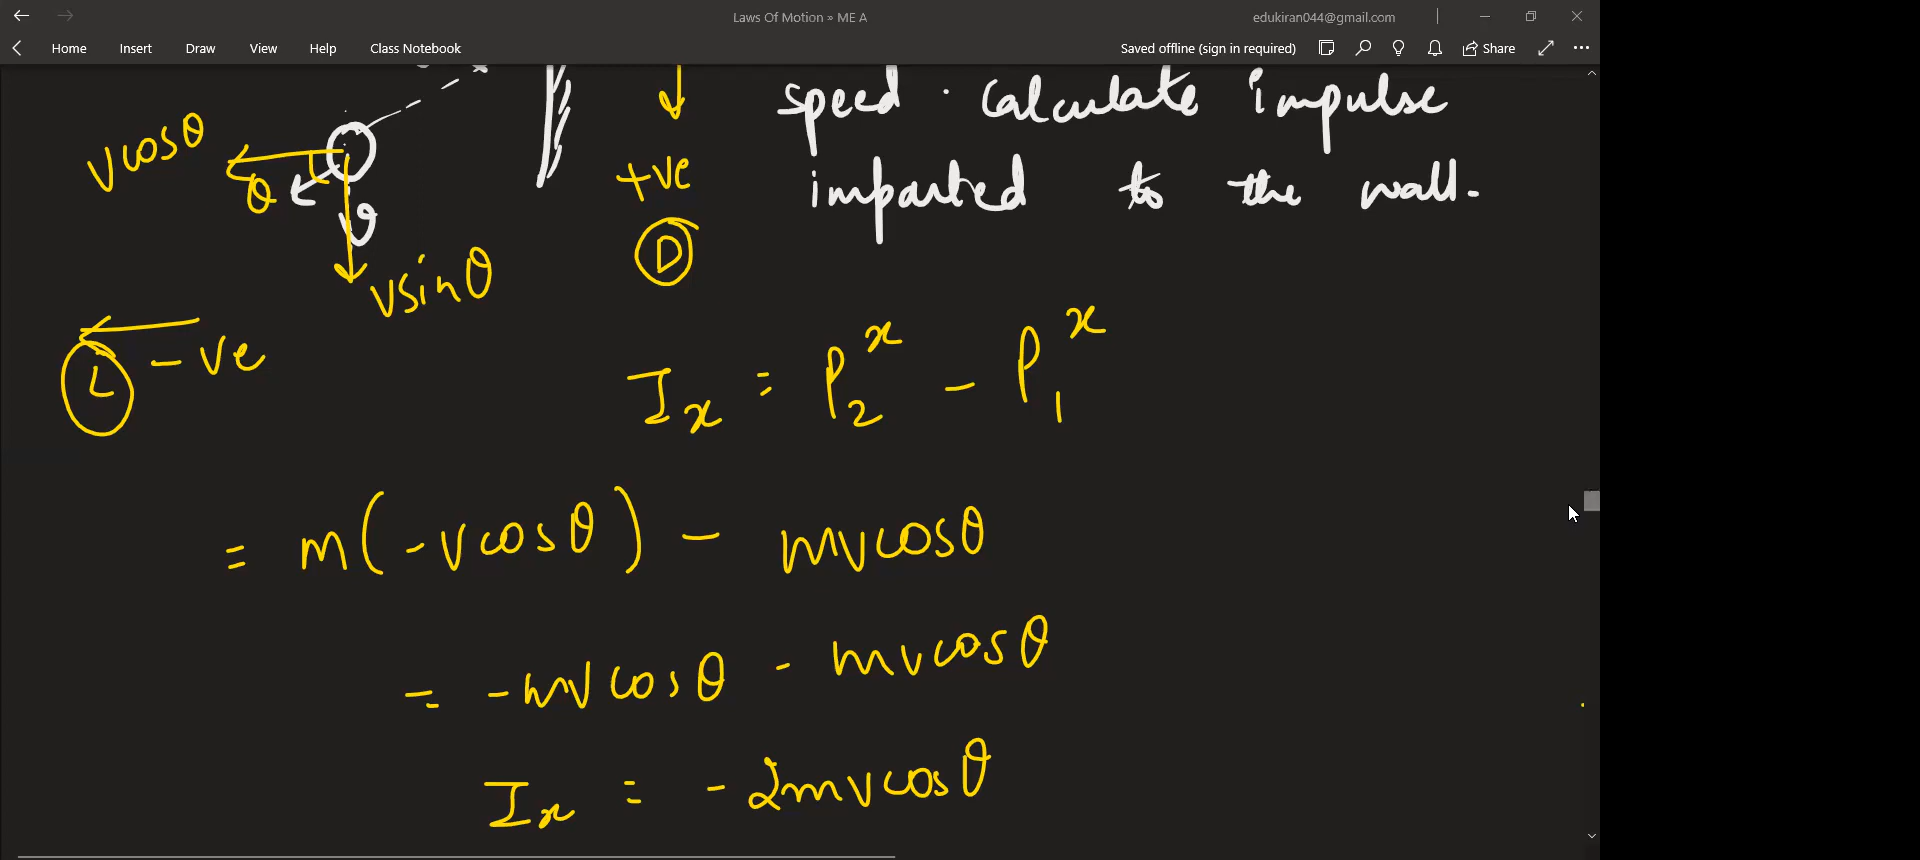 Laws Of Motion » ME A
edukiran044@gmail.com
Home Insert Draw View Help Class Notebook
Saved offline (sign in required)
Share
speed. Calculate impulse
imparted to the wall.
vcosθ
θ
v
vsinθ
+ve
D
L -ve
Iₓ = P₂ˣ - P₁ˣ
= m(-vcosθ) - mvcosθ
= -mvcosθ - mvcosθ
Iₓ = -2mvcosθ